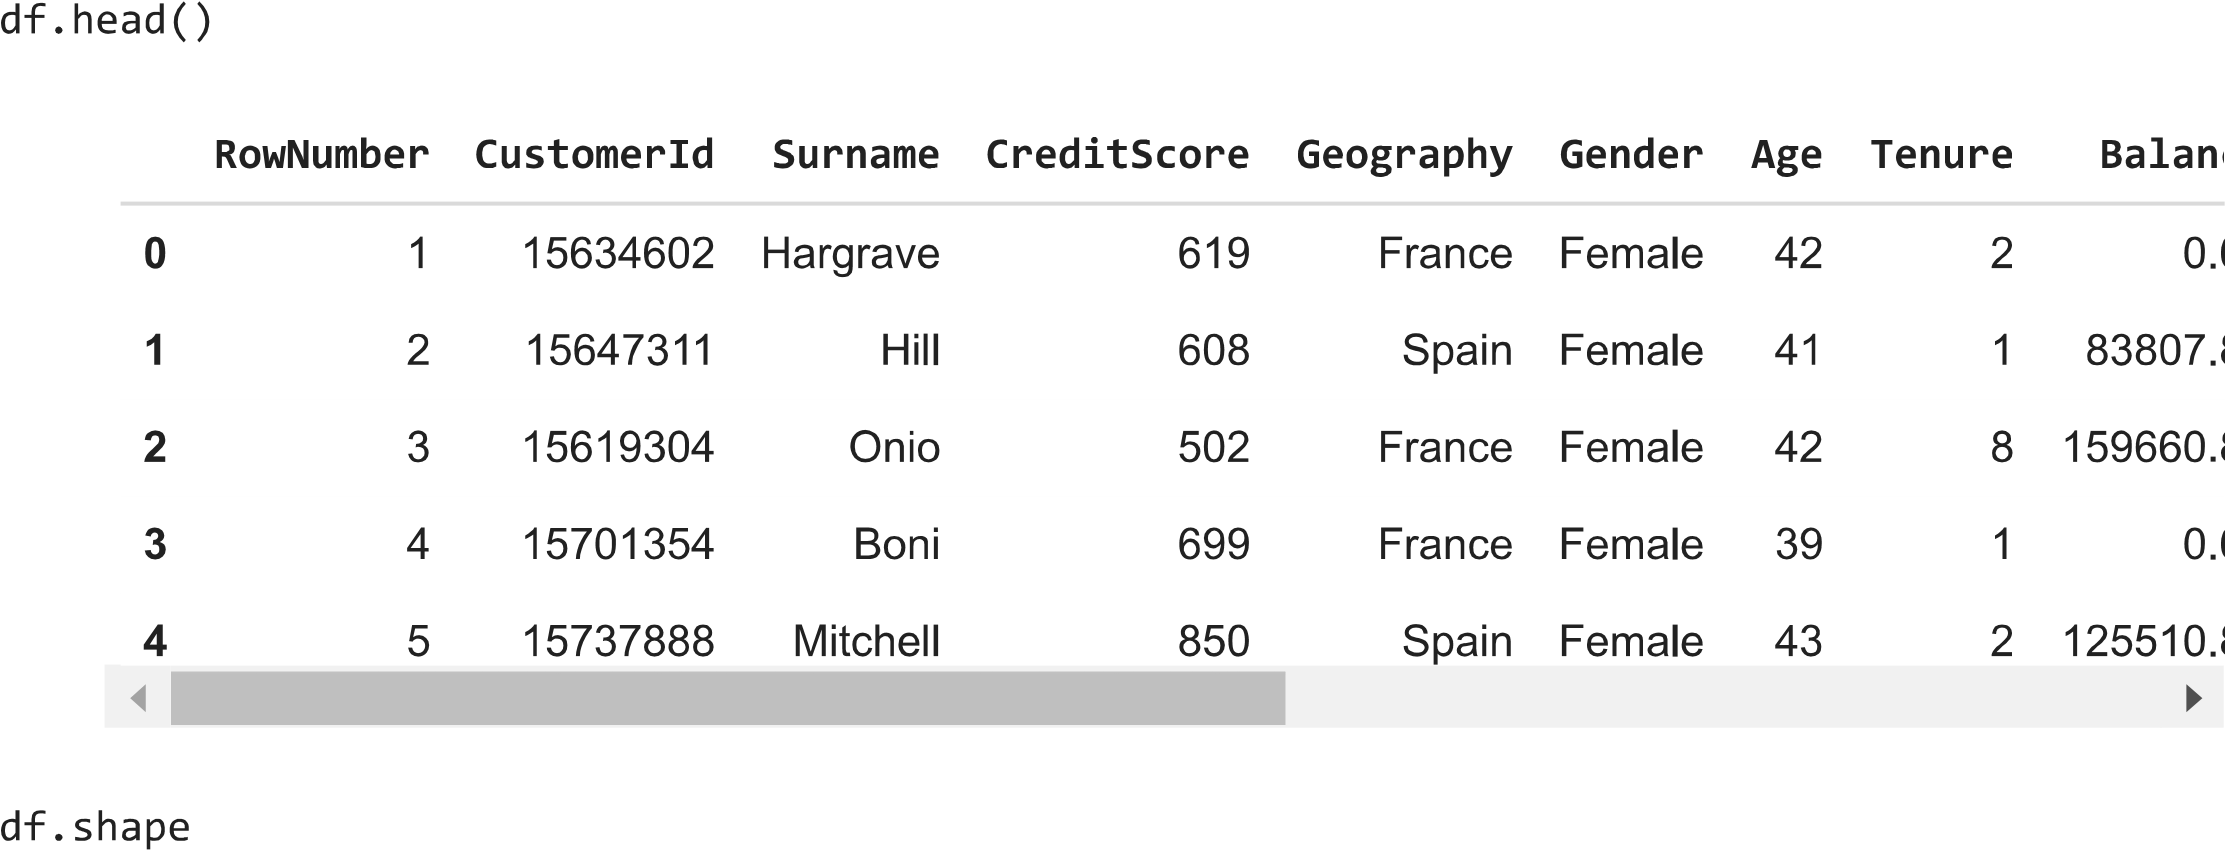 df.head()
RowNumber CustomerId Surname CreditScore Geography Gender Age Tenure
0 1 15634602 Hargrave 619 France Female 42 2
1 2 15647311 Hill 608 Spain Female 41 1 83807.
2 3 15619304 Onio 502 France Female 42 8 159660.
3 4 15701354 Boni 699 France Female 39 1
4 5 15737888 Mitchell 850 Spain Female 43 2 125510.
df.shape